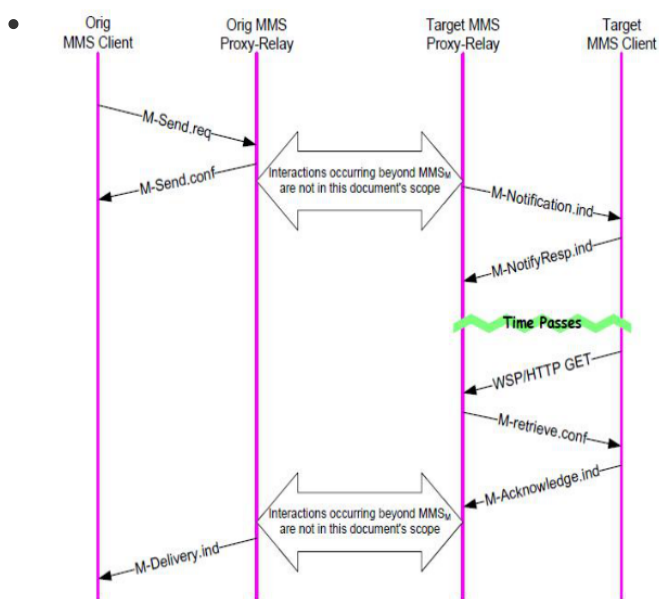 Orig
MMS Client
Orig MMS
Proxy-Relay
Target MMS
Proxy-Relay
Target
MMS Client
M-Send.req
M-Send.conf
Interactions occurring beyond MMSM
are not in this document's scope
M-Notification.ind
M-NotifyResp.ind
Time Passes
WSP/HTTP GET
M-retrieve.conf
M-Acknowledge.ind
Interactions occurring beyond MMSM
are not in this document's scope
M-Delivery.ind